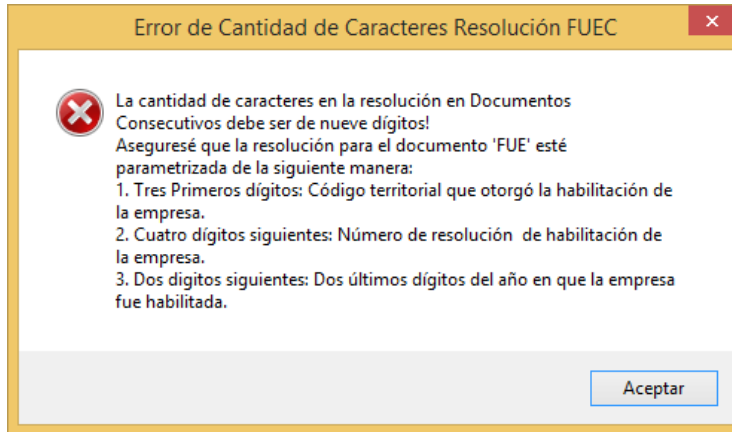 Error de Cantidad de Caracteres Resolución FUEC
La cantidad de caracteres en la resolución en Documentos
Consecutivos debe ser de nueve dígitos!
Aseguresé que la resolución para el documento 'FUE' esté
parametrizada de la siguiente manera:
1. Tres Primeros dígitos: Código territorial que otorgó la habilitación de
la empresa.
2. Cuatro dígitos siguientes: Número de resolución  de habilitación de
la empresa.
3. Dos digitos siguientes: Dos últimos dígitos del año en que la empresa
fue habilitada.
Aceptar